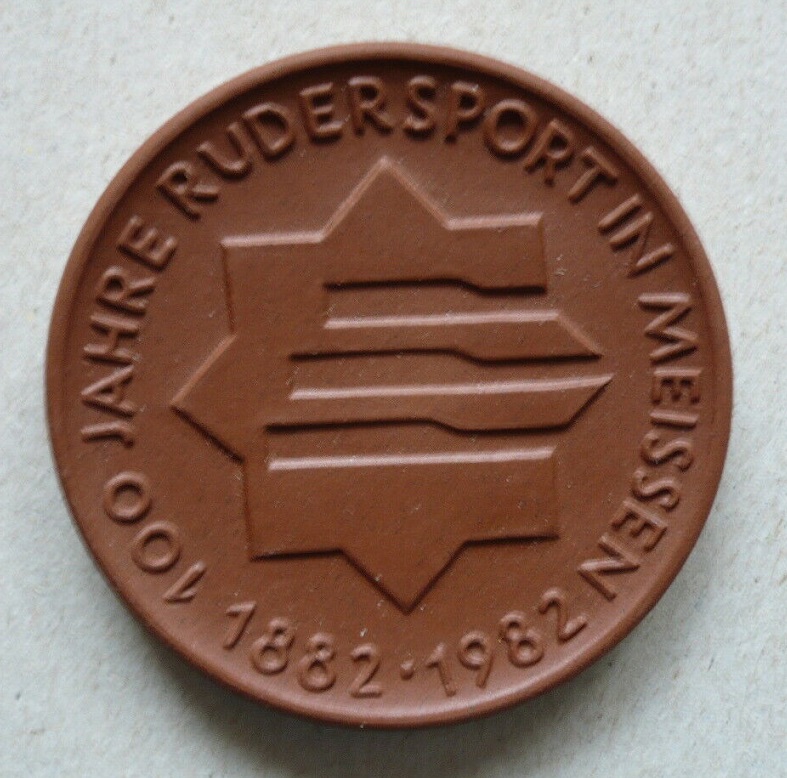 100 JAHRE RUDERSPORT IN MEISSEN
1882 · 1982